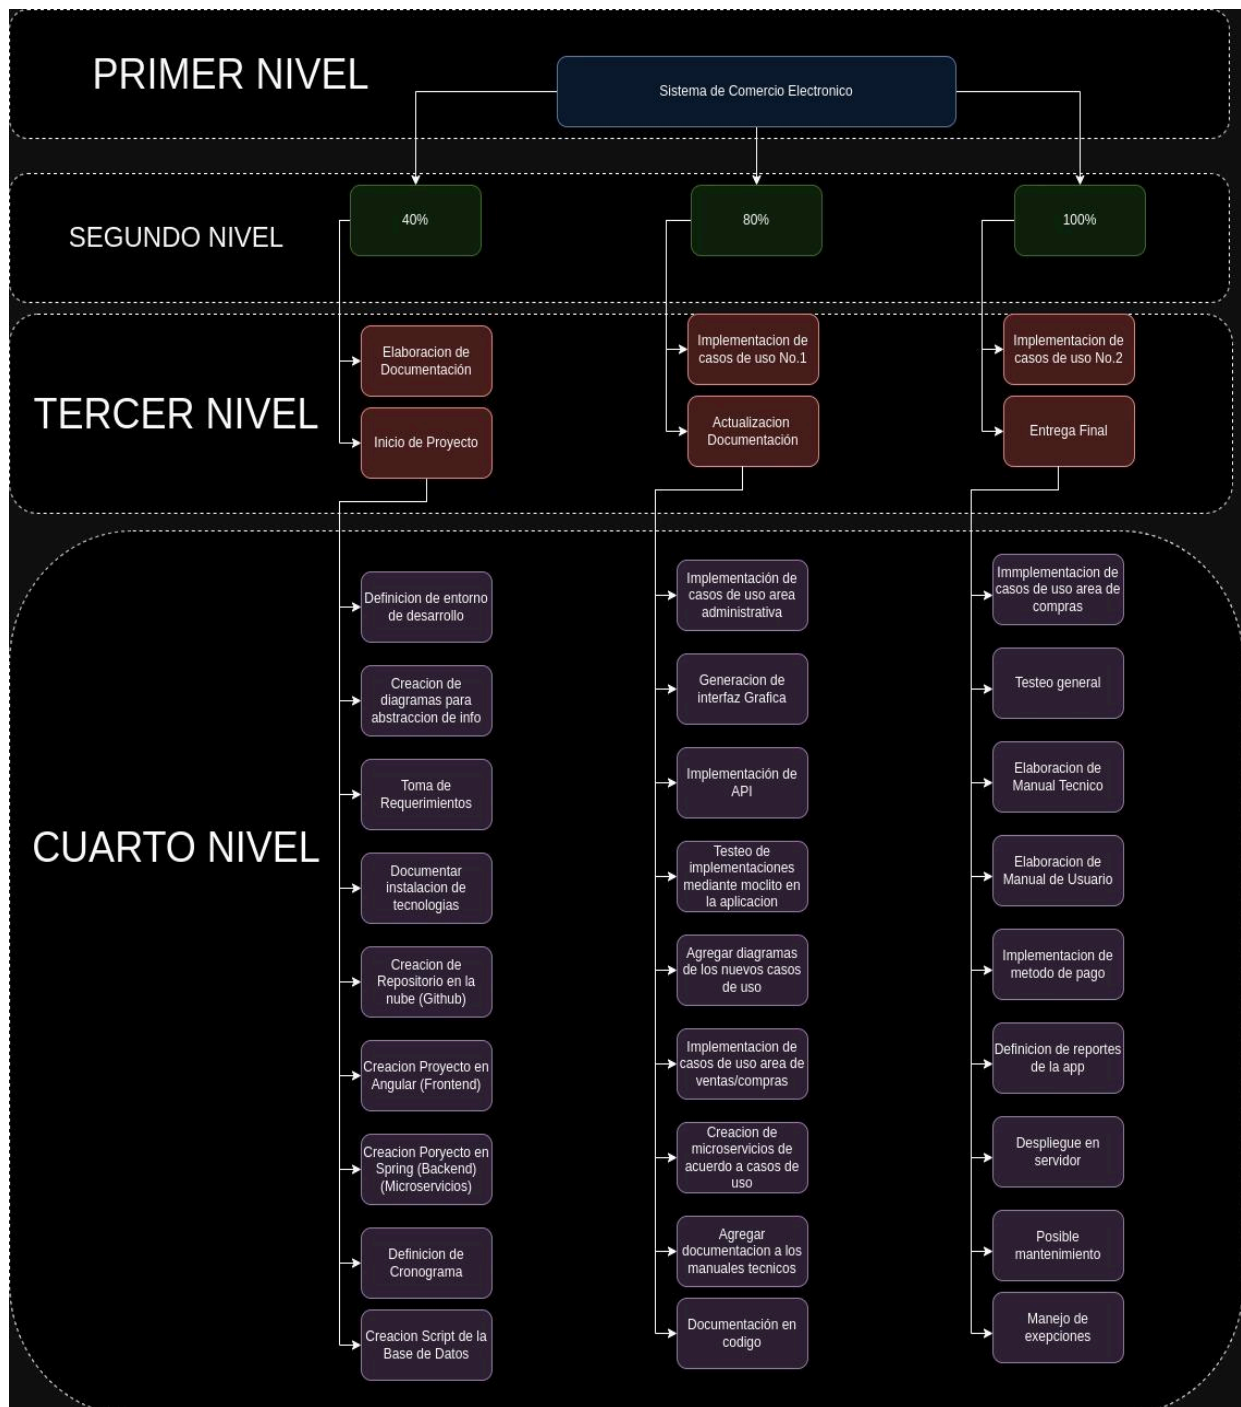 PRIMER NIVEL
Sistema de Comercio Electronico
SEGUNDO NIVEL
40%
80%
100%
TERCER NIVEL
Elaboracion de
Documentación
Inicio de Proyecto
Implementacion de
casos de uso No.1
Actualizacion
Documentación
Implementacion de
casos de uso No.2
Entrega Final
CUARTO NIVEL
Definicion de entorno
de desarrollo
Creacion de
diagramas para
abstraccion de info
Toma de
Requerimientos
Documentar
instalacion de
tecnologias
Creacion de
Repositorio en la
nube (Github)
Creacion Proyecto en
Angular (Frontend)
Creacion Poryecto en
Spring (Backend)
(Microservicios)
Definicion de
Cronograma
Creacion Script de la
Base de Datos
Implementación de
casos de uso area
administrativa
Generacion de
interfaz Grafica
Implementación de
API
Testeo de
implementaciones
mediante moclito en
la aplicacion
Agregar diagramas
de los nuevos casos
de uso
Implementacion de
casos de uso area de
ventas/compras
Creacion de
microservicios de
acuerdo a casos de
uso
Agregar
documentacion a los
manuales tecnicos
Documentación en
codigo
Immplementacion de
casos de uso area de
compras
Testeo general
Elaboracion de
Manual Tecnico
Elaboracion de
Manual de Usuario
Implementacion de
metodo de pago
Definicion de reportes
de la app
Despliegue en
servidor
Posible
mantenimiento
Manejo de
exepciones